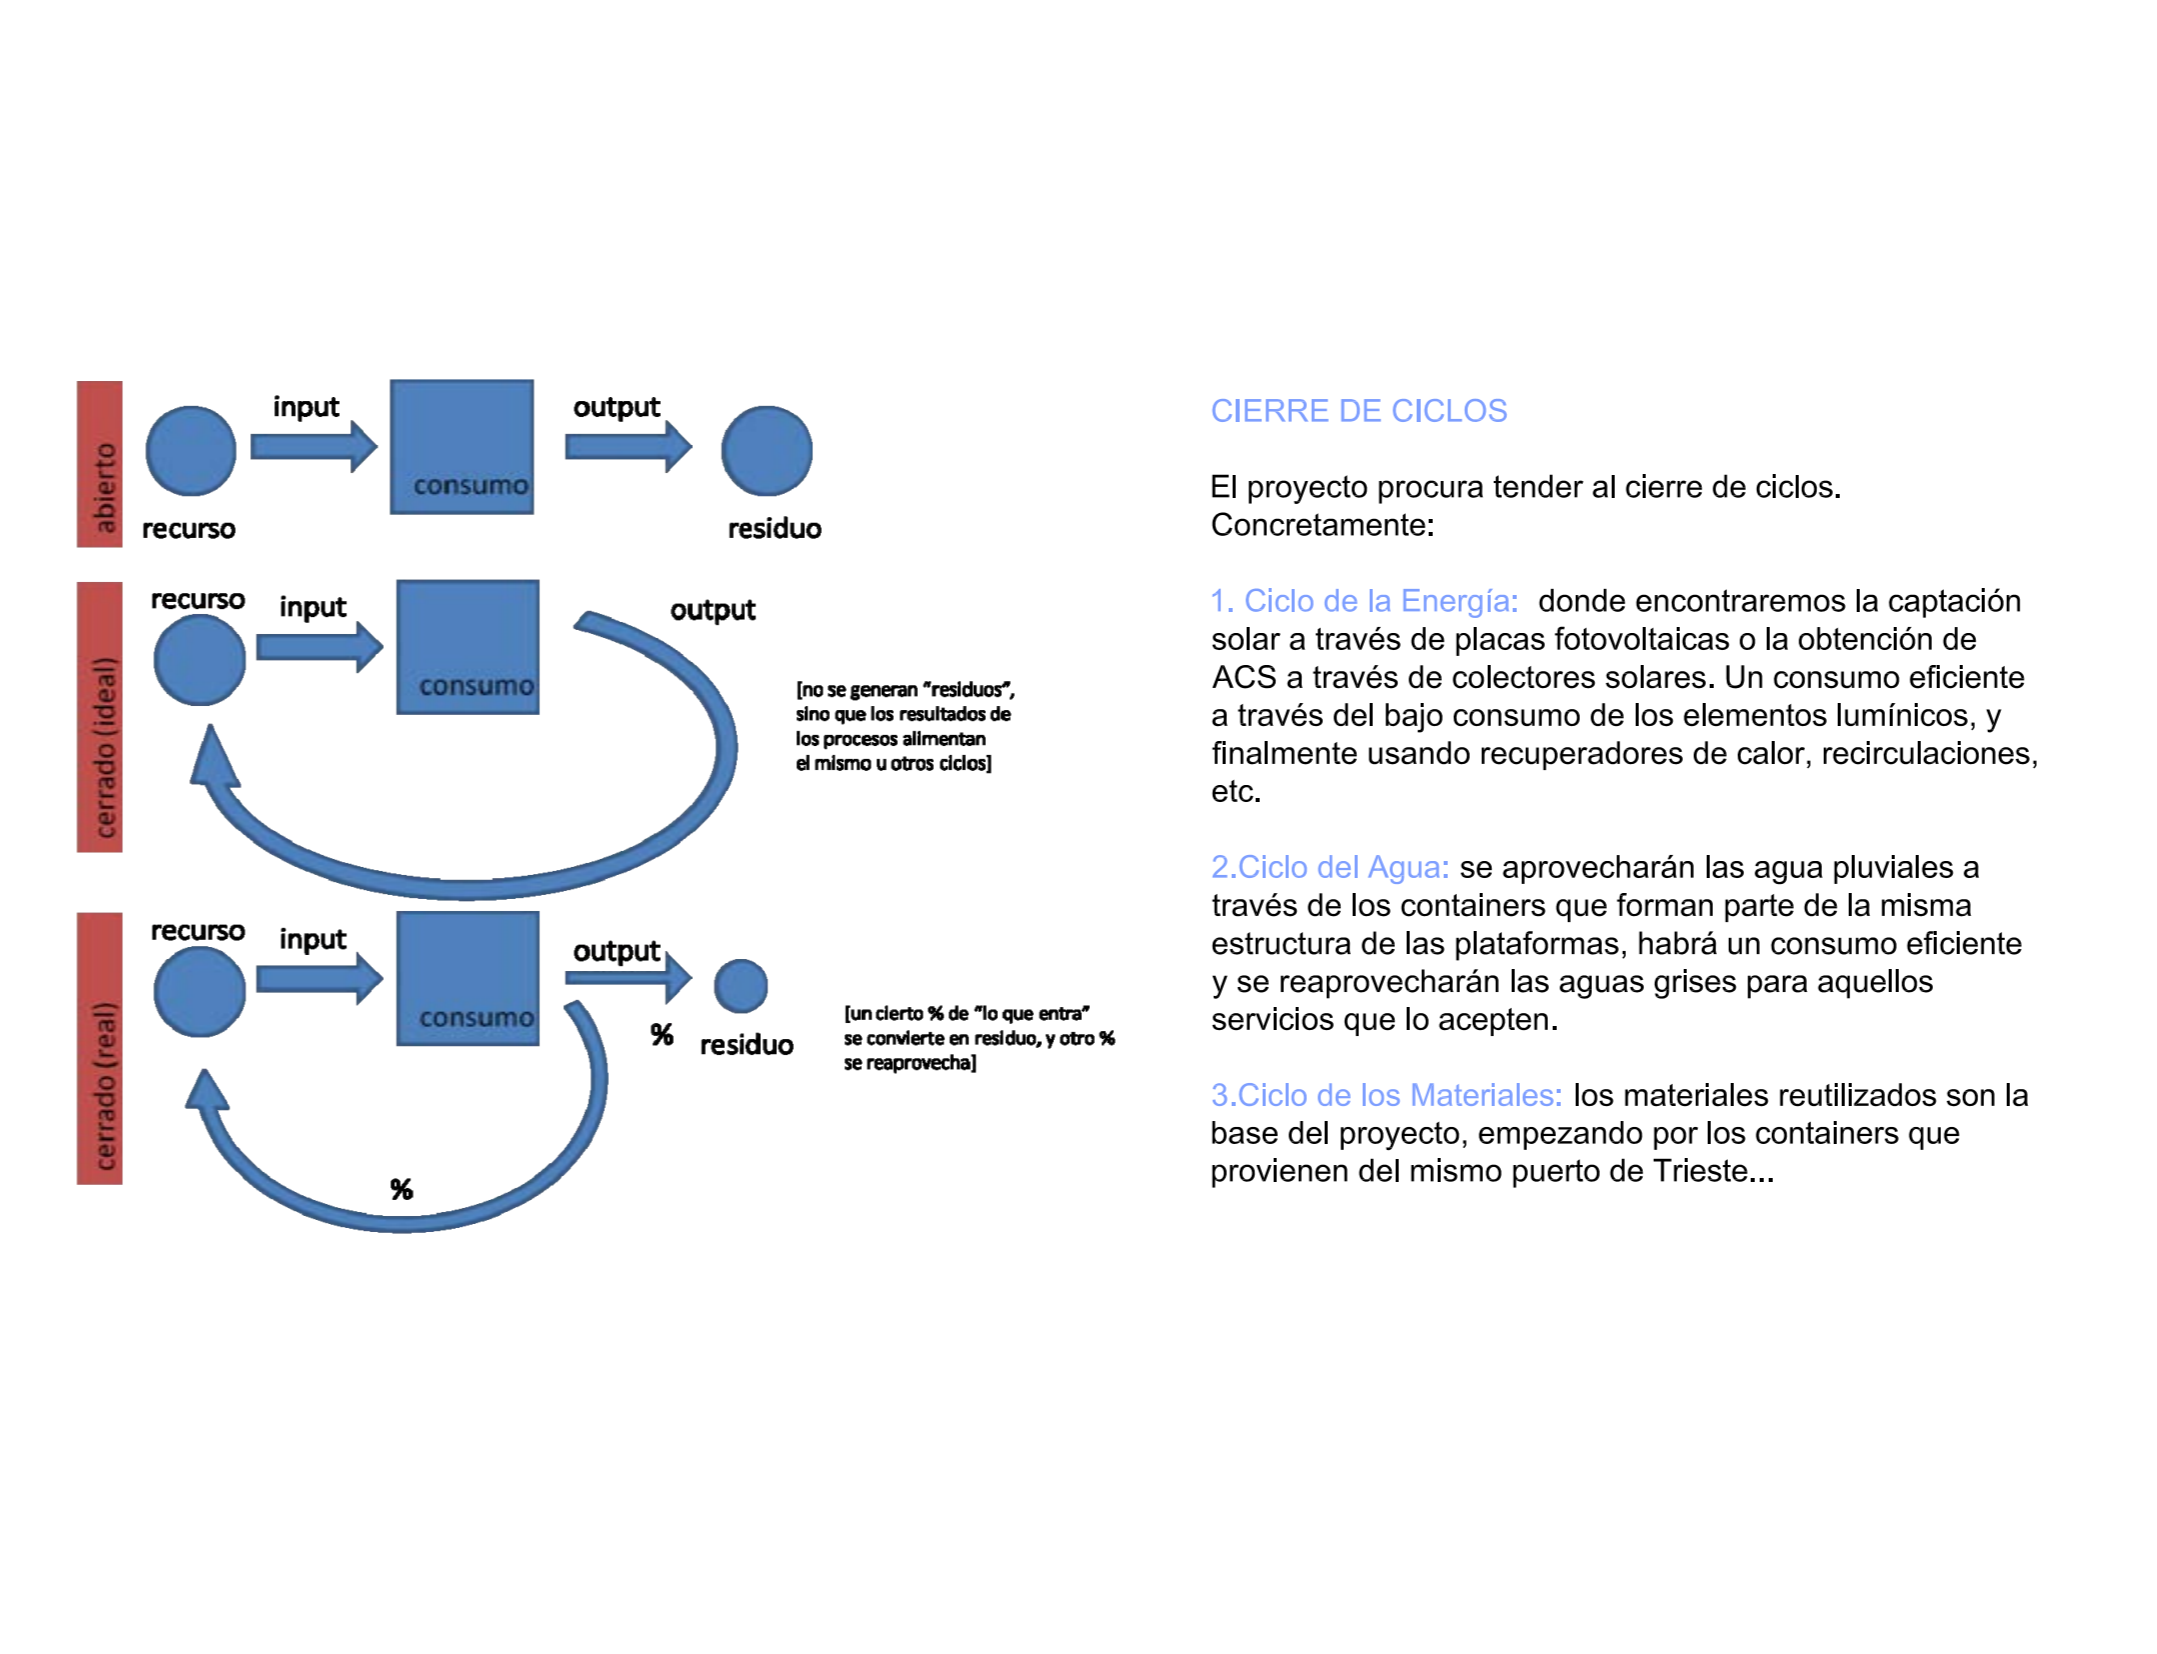 abierto
input
output
consumo
recurso
residuo
cerrado (ideal)
recurso
input
output
consumo
[no se generan "residuos",
sino que los resultados de
los procesos alimentan
el mismo u otros ciclos]
cerrado (real)
recurso
input
output
consumo
%
residuo
[un cierto % de "lo que entra"
se convierte en residuo, y otro %
se reaprovecha]
%
CIERRE DE CICLOS
El proyecto procura tender al cierre de ciclos.
Concretamente:
1. Ciclo de la Energía: donde encontraremos la captación
solar a través de placas fotovoltaicas o la obtención de
ACS a través de colectores solares. Un consumo eficiente
a través del bajo consumo de los elementos lumínicos, y
finalmente usando recuperadores de calor, recirculaciones,
etc.
2.Ciclo del Agua: se aprovecharán las agua pluviales a
través de los containers que forman parte de la misma
estructura de las plataformas, habrá un consumo eficiente
y se reaprovecharán las aguas grises para aquellos
servicios que lo acepten.
3.Ciclo de los Materiales: los materiales reutilizados son la
base del proyecto, empezando por los containers que
provienen del mismo puerto de Trieste...